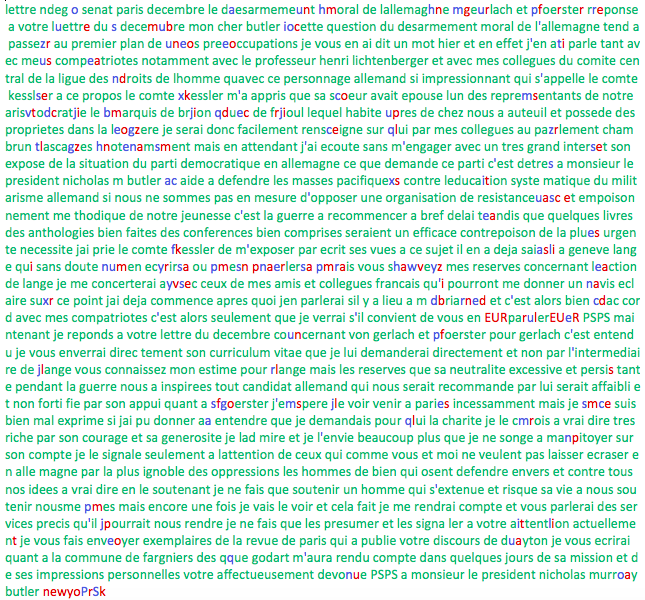 lettre ndeg o senat paris decembre le daesarmemeunt hmoral de lallemaghne mgeurlach et pfoerster rreponse
a votre luettre du s decemubre mon cher butler iocette question du desarmement moral de l'allemagne tend a
passezr au premier plan de uneos preeoccupations je vous en ai dit un mot hier et en effet j'en ati parle tant av
ec meus compeatriotes notamment avec le professeur henri lichtenberger et avec mes collegues du comite cen
tral de la ligue des ndroits de lhomme quavec ce personnage allemand si impressionnant qui s'appelle le comte
kesslser a ce propos le comte xkessler m'a appris que sa scoeur avait epouse lun des repremsentants de notre
arisvtodcratjie le bmarquis de brjion qduec de frjioul lequel habite upres de chez nous a auteuil et possede des
proprietes dans la leogzere je serai donc facilement rensceigne sur qlui par mes collegues au pazrlement cham
brun tlascagzes hnotenamsment mais en attendant j'ai ecoute sans m'engager avec un tres grand interset son
expose de la situation du parti democratique en allemagne ce que demande ce parti c'est detres a monsieur le
president nicholas m butler ac aide a defendre les masses pacifiquexs contre leducaition syste matique du milit
arisme allemand si nous ne sommes pas en mesure d'opposer une organisation de resistanceuasc et empoison
nement me thodique de notre jeunesse c'est la guerre a recommencer a bref delai teandis que quelques livres
des anthologies bien faites des conferences bien comprises seraient un efficace contrepoison de la plues urgen
te necessite jai prie le comte fkessler de m'exposer par ecrit ses vues a ce sujet il en a deja saiasli a geneve lang
e qui sans doute numen ecyrirsa ou pmesn pnaerlersa pmrais vous shawveyz mes reserves concernant leaction
de lange je me concerterai ayvsec ceux de mes amis et collegues francais qu'i pourront me donner un navis ecl
aire suxr ce point jai deja commence apres quoi jen parlerai sil y a lieu a m dbriarned et c'est alors bien cdac cor
d avec mes compatriotes c'est alors seulement que je verrai s'il convient de vous en EURparulerEUeR PSPS mai
ntenant je reponds a votre lettre du decembre councernant von gerlach et pfoerster pour gerlach c'est entend
u je vous enverrai direc tement son curriculum vitae que je lui demanderai directement et non par l'intermediai
re de jlange vous connaissez mon estime pour rlange mais les reserves que sa neutralite excessive et persis tant
e pendant la guerre nous a inspirees tout candidat allemand qui nous serait recommande par lui serait affaibli e
t non forti fie par son appui quant a sfgoerster j'emspere jle voir venir a paries incessamment mais je smce suis
bien mal exprime si jai pu donner aa entendre que je demandais pour qlui la charite je le cmrois a vrai dire tres
riche par son courage et sa generosite je lad mire et je l'envie beaucoup plus que je ne songe a manpitoyer sur
son compte je le signale seulement a lattention de ceux qui comme vous et moi ne veulent pas laisser ecraser e
n alle magne par la plus ignoble des oppressions les hommes de bien qui osent defendre envers et contre tous
nos idees a vrai dire en le soutenant je ne fais que soutenir un homme qui s'extenue et risque sa vie a nous sou
tenir nousme pmes mais encore une fois je vais le voir et cela fait je me rendrai compte et vous parlerai des ser
vices precis qu'il jpourrait nous rendre je ne fais que les presumer et les signa ler a votre aittentlion actuelleme
nt je vous fais enveoyer exemplaires de la revue de paris qui a publie votre discours de duayton je vous ecrirai
quant a la commune de fargniers des qque godart m'aura rendu compte dans quelques jours de sa mission et d
e ses impressions personnelles votre affectueusement devonue PSPS a monsieur le president nicholas murroay
butler newyoPrSk